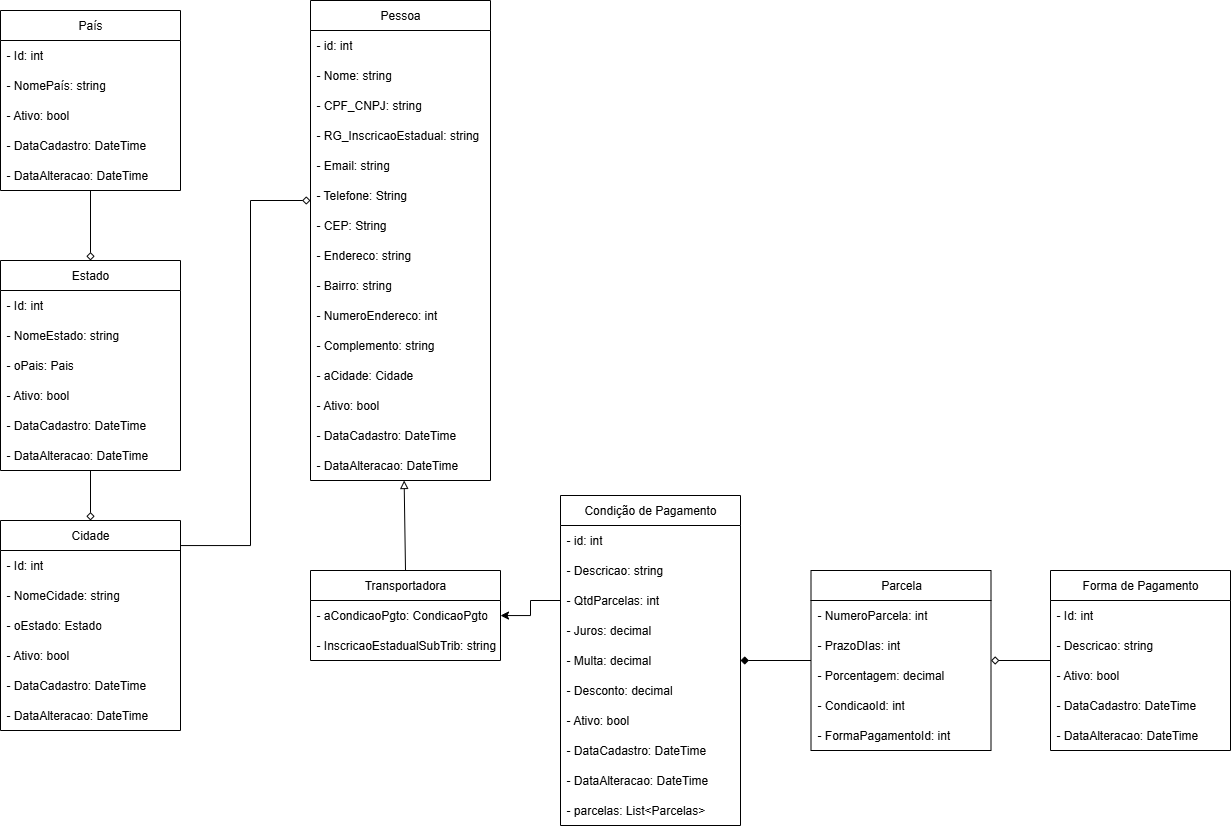 País
- Id: int
- NomePaís: string
- Ativo: bool
- DataCadastro: DateTime
- DataAlteracao: DateTime
Estado
- Id: int
- NomeEstado: string
- oPais: Pais
- Ativo: bool
- DataCadastro: DateTime
- DataAlteracao: DateTime
Cidade
- Id: int
- NomeCidade: string
- oEstado: Estado
- Ativo: bool
- DataCadastro: DateTime
- DataAlteracao: DateTime
Pessoa
- id: int
- Nome: string
- CPF_CNPJ: string
- RG_InscricaoEstadual: string
- Email: string
- Telefone: String
- CEP: String
- Endereco: string
- Bairro: string
- NumeroEndereco: int
- Complemento: string
- aCidade: Cidade
- Ativo: bool
- DataCadastro: DateTime
- DataAlteracao: DateTime
Transportadora
- aCondicaoPgto: CondicaoPgto
- InscricaoEstadualSubTrib: string
Condição de Pagamento
- id: int
- Descricao: string
- QtdParcelas: int
- Juros: decimal
- Multa: decimal
- Desconto: decimal
- Ativo: bool
- DataCadastro: DateTime
- DataAlteracao: DateTime
- parcelas: List<Parcelas>
Parcela
- NumeroParcela: int
- PrazoDIas: int
- Porcentagem: decimal
- CondicaoId: int
- FormaPagamentoId: int
Forma de Pagamento
- Id: int
- Descricao: string
- Ativo: bool
- DataCadastro: DateTime
- DataAlteracao: DateTime